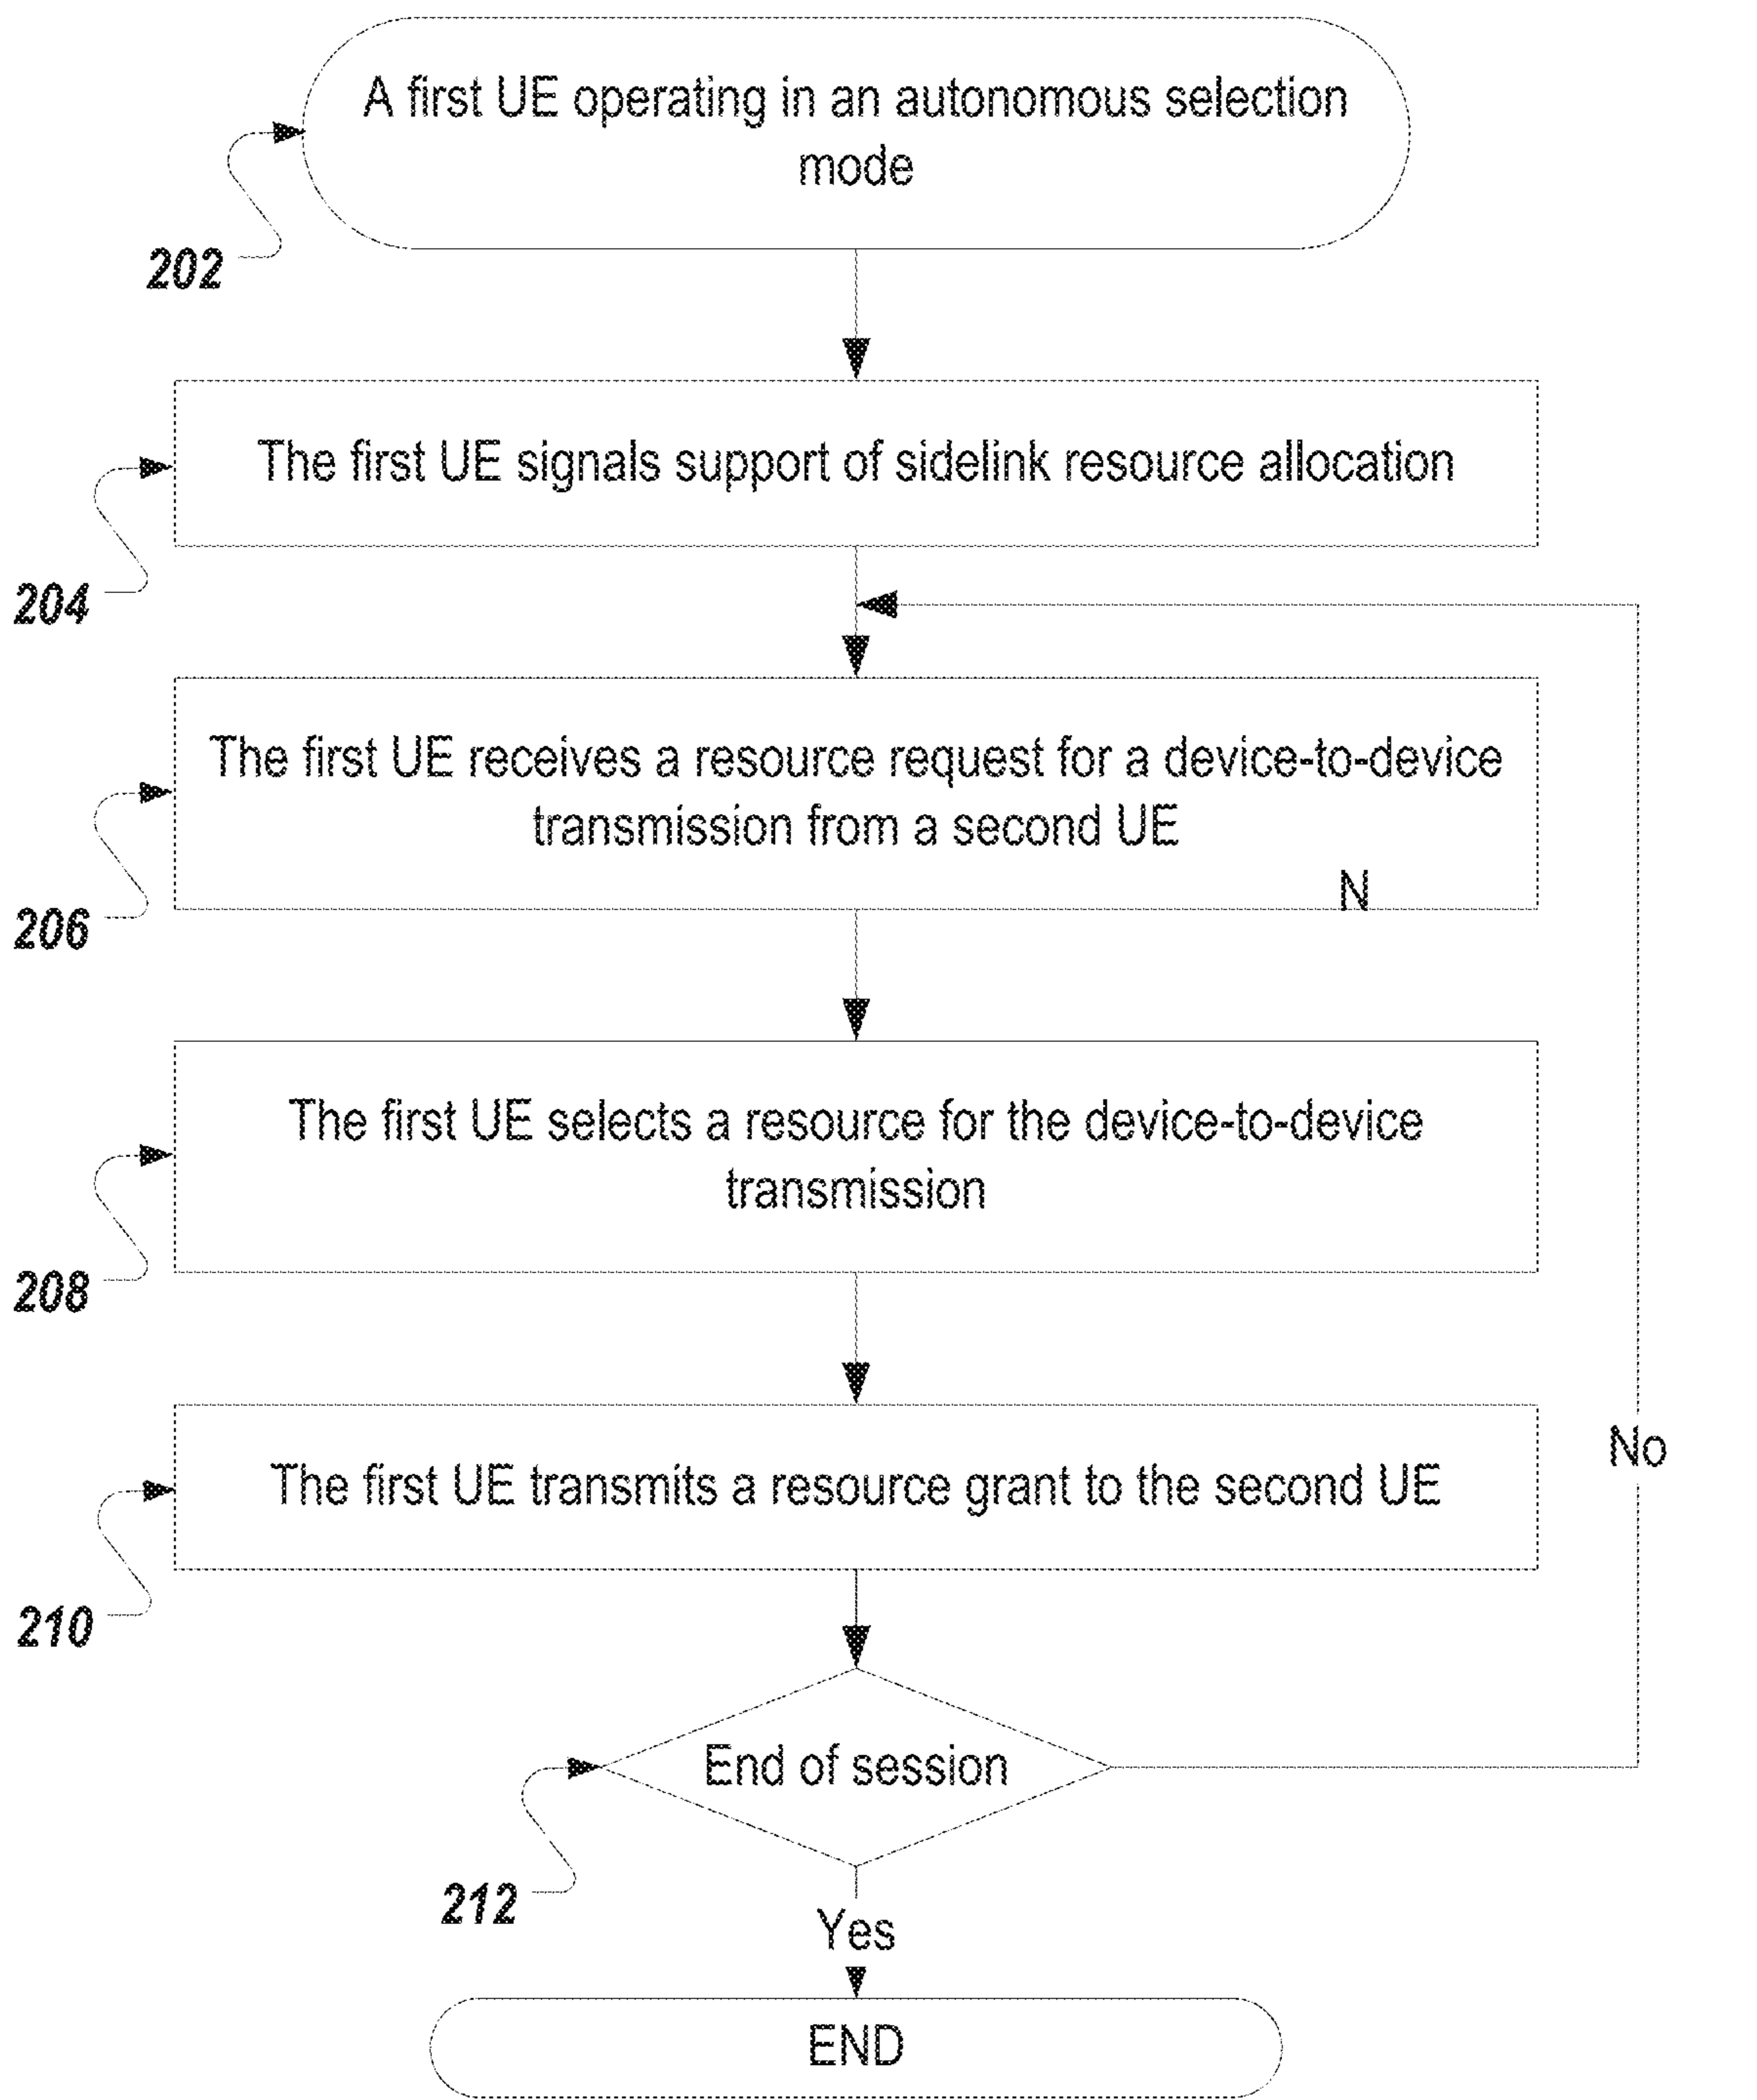 A first UE operating in an autonomous selection
mode
202
The first UE signals support of sidelink resource allocation
204
The first UE receives a resource request for a device-to-device
transmission from a second UE
N
206
The first UE selects a resource for the device-to-device
transmission
208
The first UE transmits a resource grant to the second UE
No
210
End of session
212
Yes
END